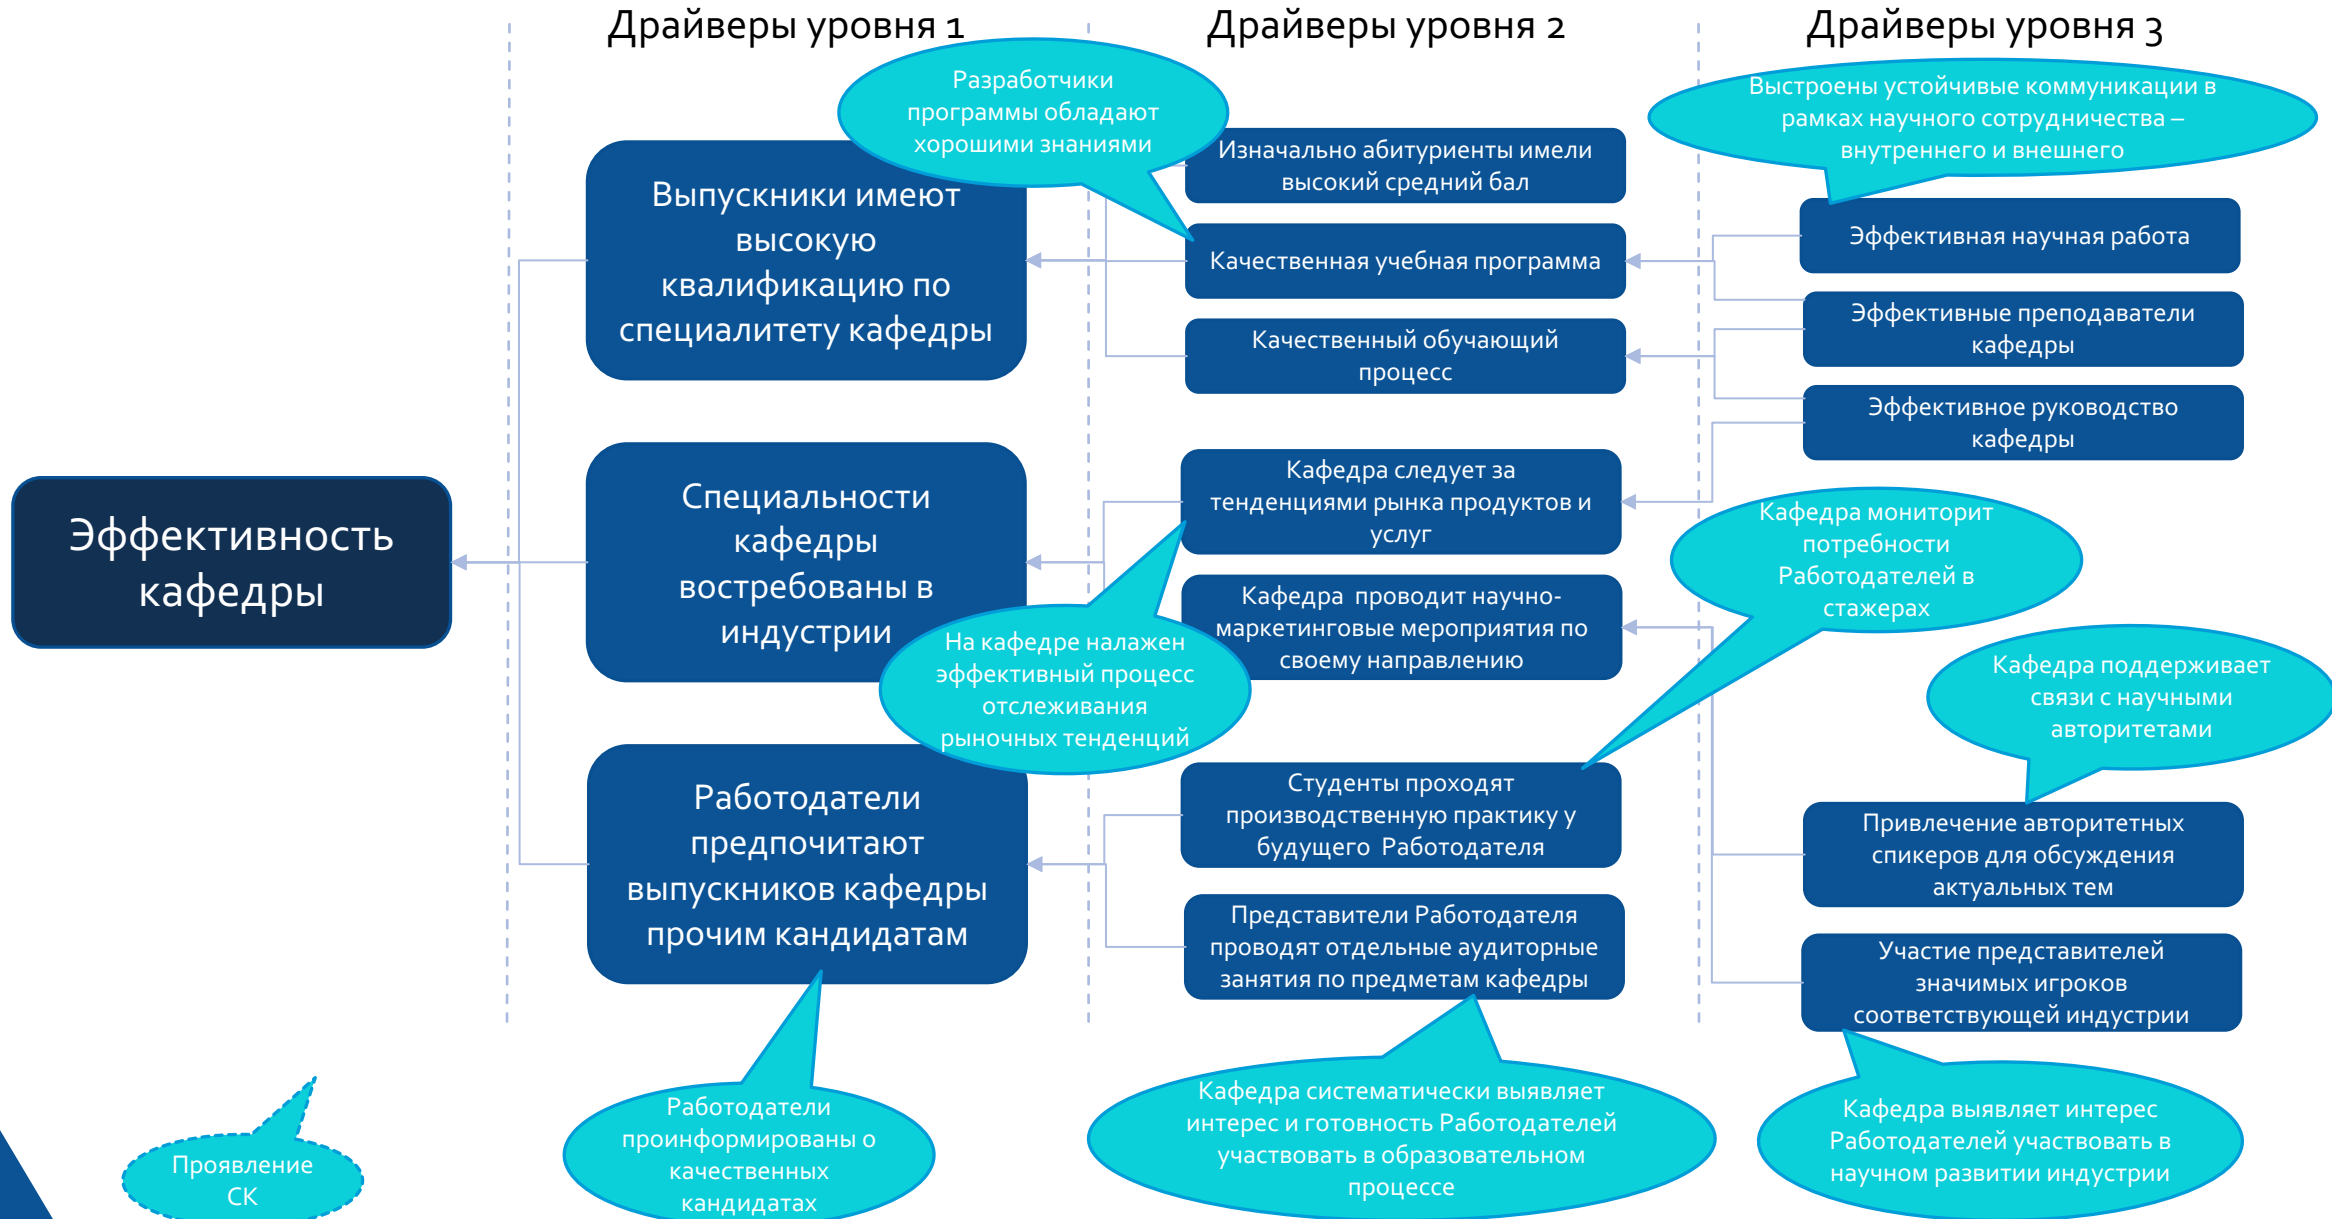 Драйверы уровня 1
Драйверы уровня 2
Драйверы уровня 3
Эффективность
кафедры
Выпускники имеют
высокую
квалификацию по
специалитету кафедры
Специальности
кафедры
востребованы в
индустрии
Работодатели
предпочитают
выпускников кафедры
прочим кандидатам
Разработчики
программы обладают
хорошими знаниями
Изначально абитуриенты имели
высокий средний бал
Качественная учебная программа
Качественный обучающий
процесс
Кафедра следует за
тенденциями рынка продуктов и
услуг
Кафедра проводит научно-
маркетинговые мероприятия по
своему направлению
На кафедре налажен
эффективный процесс
отслеживания
рыночных тенденций
Студенты проходят
производственную практику у
будущего Работодателя
Представители Работодателя
проводят отдельные аудиторные
занятия по предметам кафедры
Выстроены устойчивые коммуникации в
рамках научного сотрудничества –
внутреннего и внешнего
Эффективная научная работа
Эффективные преподаватели
кафедры
Эффективное руководство
кафедры
Кафедра мониторит
потребности
Работодателей в
стажерах
Кафедра поддерживает
связи с научными
авторитетами
Привлечение авторитетных
спикеров для обсуждения
актуальных тем
Участие представителей
значимых игроков
соответствующей индустрии
Проявление
СК
Работодатели
проинформированы о
качественных
кандидатах
Кафедра систематически выявляет
интерес и готовность Работодателей
участвовать в образовательном
процессе
Кафедра выявляет интерес
Работодателей участвовать в
научном развитии индустрии